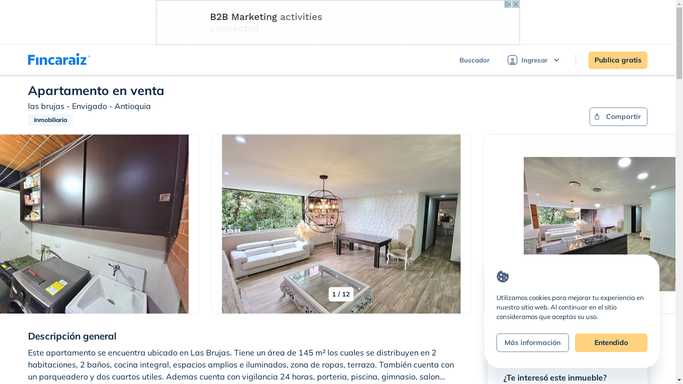 B2B Marketing activities
Fincaraiz
Buscador
Ingresar
Publica gratis
Apartamento en venta
las brujas - Envigado - Antioquia
Inmobiliaria
Compartir
1 / 12
Utilizamos cookies para mejorar tu experiencia en
nuestro sitio web. Al continuar en el sitio
consideramos que aceptas su uso.
Más información
Entendido
Descripción general
Este apartamento se encuentra ubicado en Las Brujas. Tiene un área de 145 m² los cuales se distribuyen en 2
habitaciones, 2 baños, cocina integral, espacios amplios e iluminados, zona de ropas, terraza. También cuenta con
un parqueadero y dos cuartos utiles. Ademas cuenta con vigilancia 24 horas, porteria, piscina, gimnasio, salon...
¿Te interesó este inmueble?